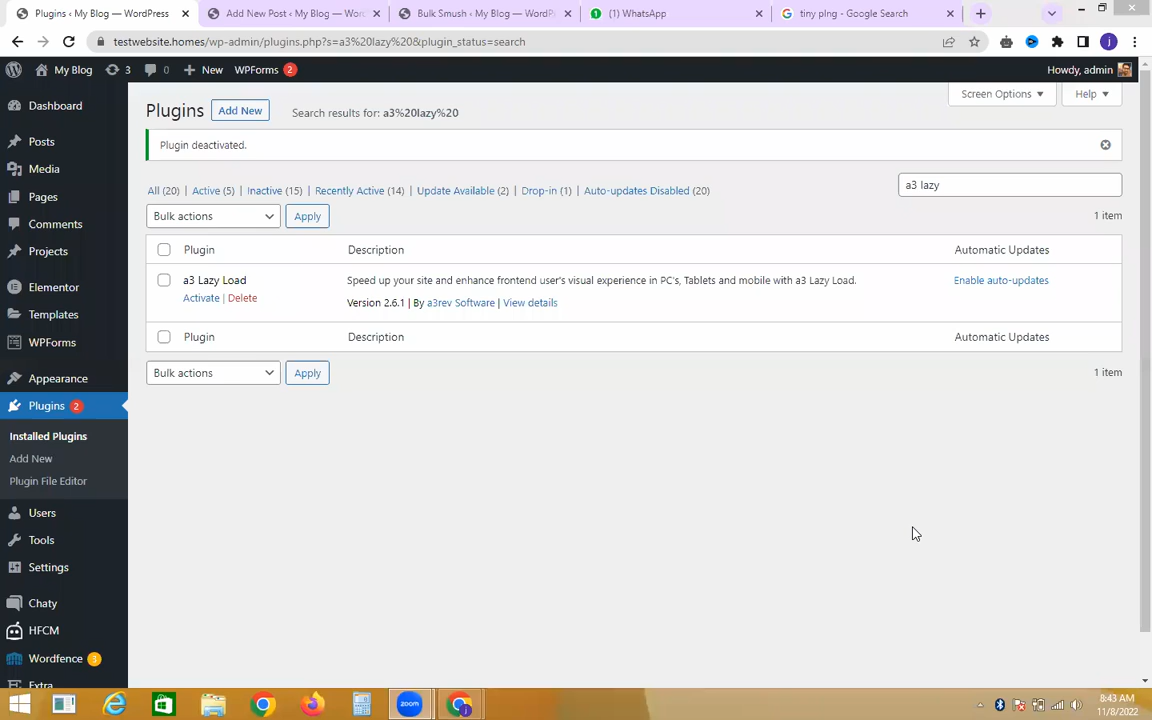 Plugins ‹ My Blog — WordPress
Add New Post ‹ My Blog — Wor
Bulk Smush ‹ My Blog — WordPr
(1) WhatsApp
tiny plng - Google Search
testwebsite.homes/wp-admin/plugins.php?s=a3%20lazy%20&plugin_status=search
j
My Blog
3
0
New
WPForms 2
Howdy, admin
Dashboard
Posts
Media
Pages
Comments
Projects
Elementor
Templates
WPForms
Appearance
Plugins 2
Installed Plugins
Add New
Plugin File Editor
Users
Tools
Settings
Chaty
HFCM
Wordfence 3
Extra
Screen Options
Help
Plugins
Add New
Search results for: a3%20lazy%20
Plugin deactivated.
All (20) | Active (5) | Inactive (15) | Recently Active (14) | Update Available (2) | Drop-in (1) | Auto-updates Disabled (20)
a3 lazy
Bulk actions
Apply
1 item
Plugin
Description
Automatic Updates
a3 Lazy Load
Activate | Delete
Speed up your site and enhance frontend user's visual experience in PC's, Tablets and mobile with a3 Lazy Load.
Version 2.6.1 | By a3rev Software | View details
Enable auto-updates
Plugin
Description
Automatic Updates
Bulk actions
Apply
1 item
zoom
j
8:43 AM
11/8/2022